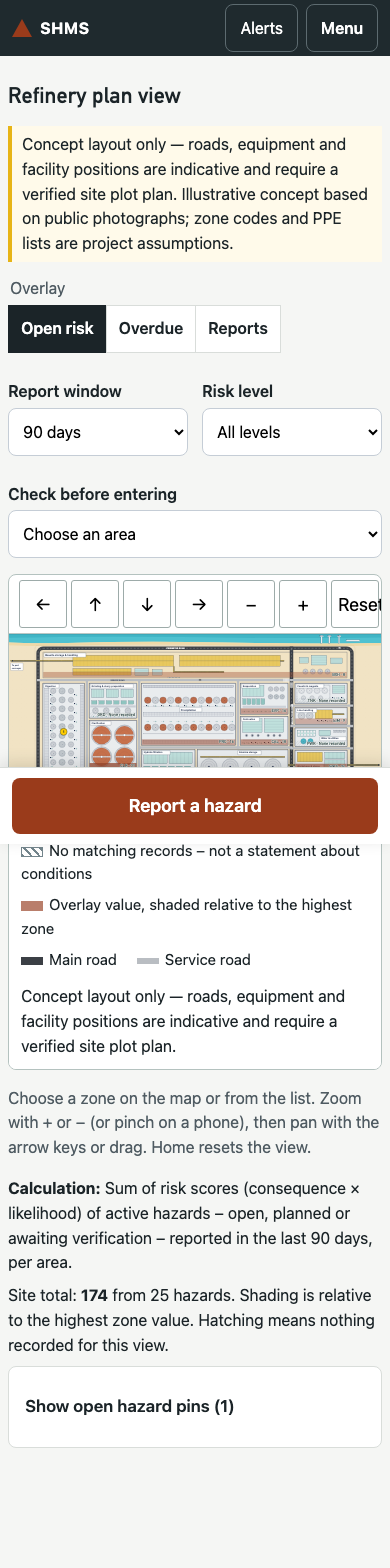 SHMS
Alerts
Menu
Refinery plan view
Concept layout only — roads, equipment and
facility positions are indicative and require a
verified site plot plan. Illustrative concept based
on public photographs; zone codes and PPE
lists are project assumptions.
Overlay
Open risk
Overdue
Reports
Report window
Risk level
90 days
All levels
Check before entering
Choose an area
←
↑
↓
→
−
+
Reset
Report a hazard
No matching records – not a statement about
conditions
Overlay value, shaded relative to the highest
zone
Main road
Service road
Concept layout only — roads, equipment and
facility positions are indicative and require a
verified site plot plan.
Choose a zone on the map or from the list. Zoom
with + or − (or pinch on a phone), then pan with the
arrow keys or drag. Home resets the view.
Calculation: Sum of risk scores (consequence ×
likelihood) of active hazards – open, planned or
awaiting verification – reported in the last 90 days,
per area.
Site total: 174 from 25 hazards. Shading is relative
to the highest zone value. Hatching means nothing
recorded for this view.
Show open hazard pins (1)